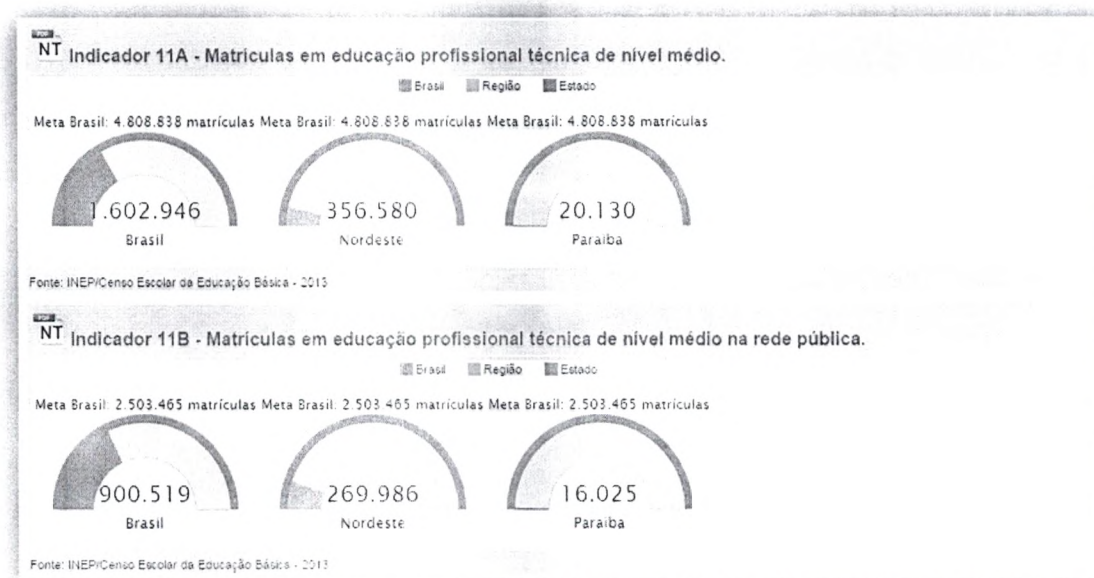 PDF
NT Indicador 11A - Matrículas em educação profissional técnica de nível médio.
Brasil Região Estado
Meta Brasil: 4.808.838 matrículas Meta Brasil: 4.808.838 matrículas Meta Brasil: 4.808.838 matrículas
1.602.946 356.580 20.130
Brasil Nordeste Paraíba
Fonte: INEP/Censo Escolar da Educação Básica - 2013
PDF
NT Indicador 11B - Matrículas em educação profissional técnica de nível médio na rede pública.
Brasil Região Estado
Meta Brasil: 2.503.465 matrículas Meta Brasil: 2.503.465 matrículas Meta Brasil: 2.503.465 matrículas
900.519 269.986 16.025
Brasil Nordeste Paraíba
Fonte: INEP/Censo Escolar da Educação Básica - 2013